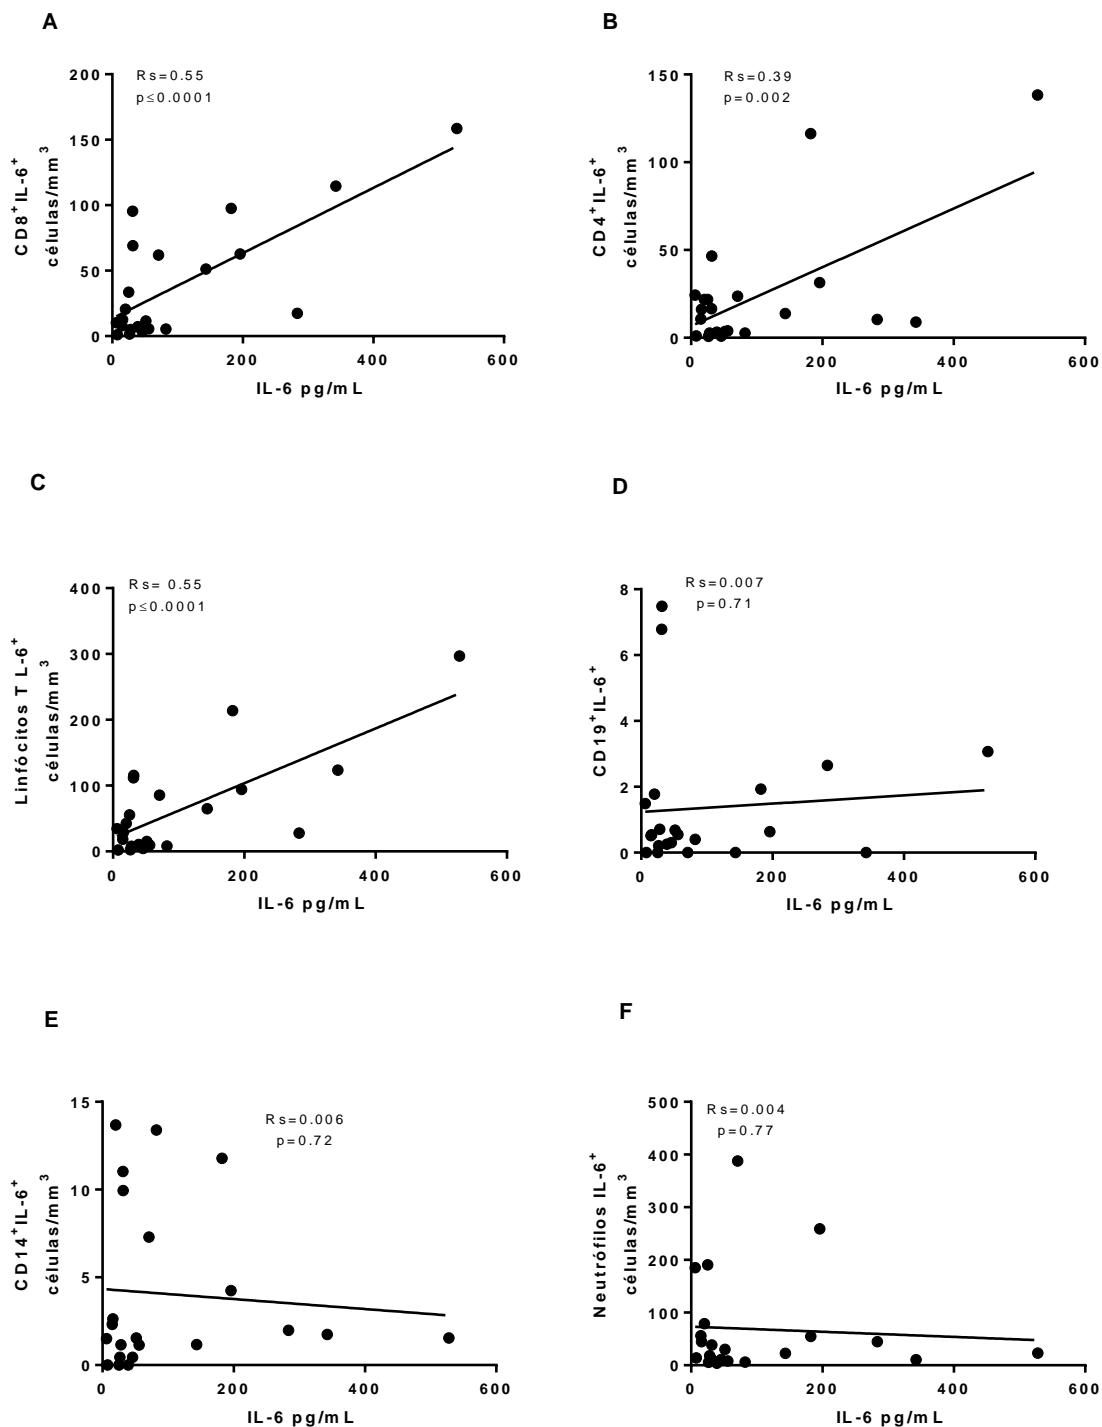 A
Rs=0.55
p≤0.0001
CD8⁺IL-6⁺
células/mm³
200
150
100
50
0
0 200 400 600
IL-6 pg/mL
B
Rs=0.39
p=0.002
CD4⁺IL-6⁺
células/mm³
150
100
50
0
0 200 400 600
IL-6 pg/mL
C
Rs= 0.55
p≤0.0001
Linfócitos T L-6⁺
células/mm³
400
300
200
100
0
0 200 400 600
IL-6 pg/mL
D
Rs=0.007
p=0.71
CD19⁺IL-6⁺
8
6
4
2
0
0 200 400 600
IL-6 pg/mL
E
Rs=0.006
p=0.72
CD14⁺IL-6⁺
células/mm³
15
10
5
0
0 200 400 600
IL-6 pg/mL
F
Rs=0.004
p=0.77
Neutrófilos IL-6⁺
células/mm³
500
400
300
200
100
0
0 200 400 600
IL-6 pg/mL